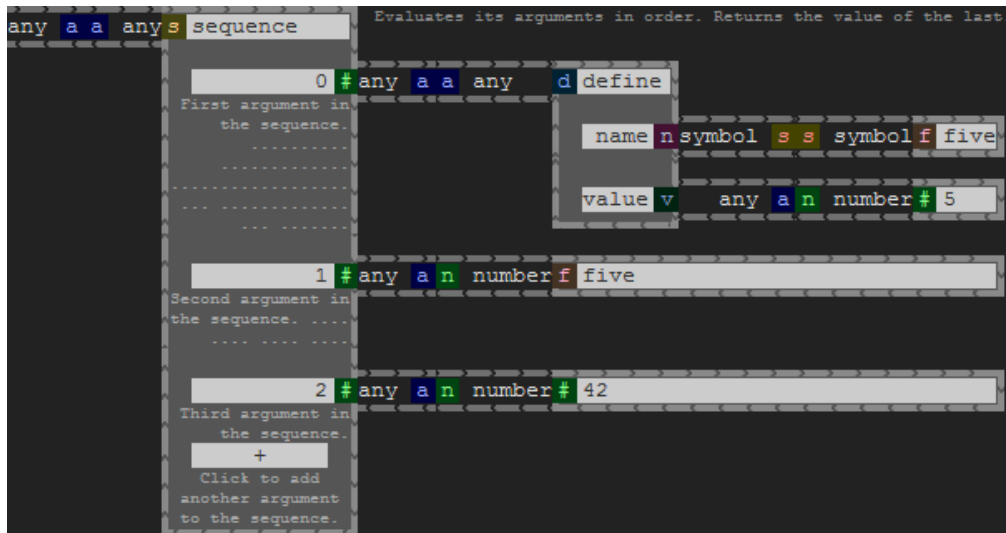 Evaluates its arguments in order. Returns the value of the last
any a a any s sequence
0 # any a a any d define
First argument in
the sequence.
name n symbol s s symbol f five
value v any a n number # 5
1 # any a n number f five
Second argument in
the sequence. ....
2 # any a n number # 42
Third argument in
the sequence.
+
Click to add
another argument
to the sequence.